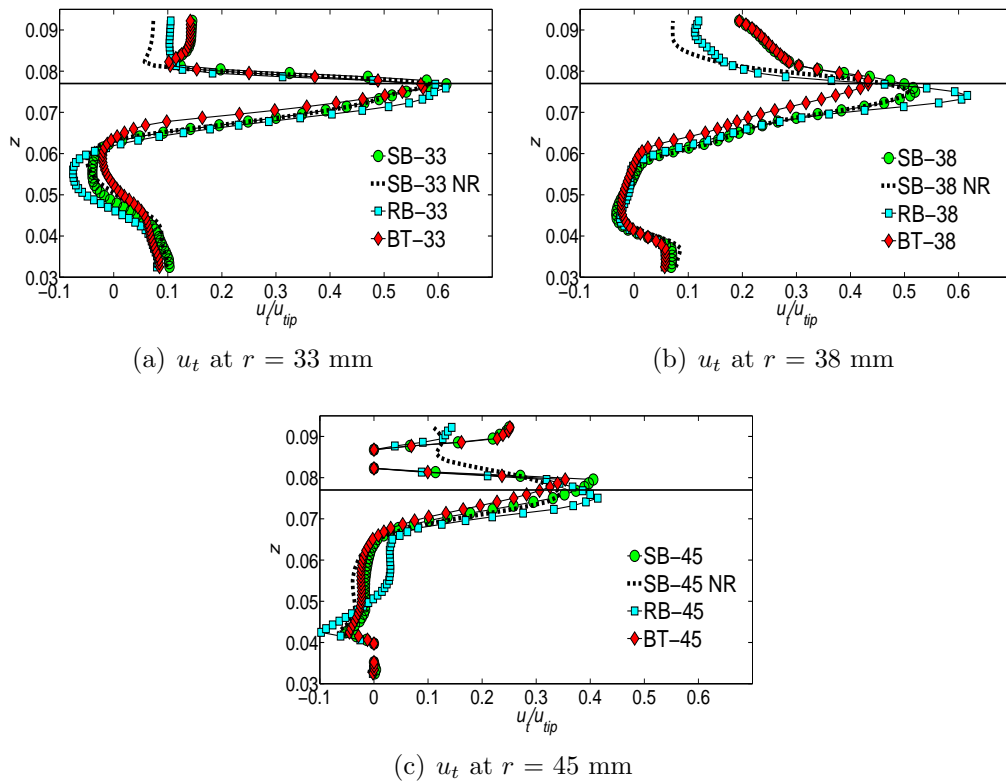 0.09
0.08
0.07
0.06
0.05
0.04
0.03
z
SB−33
SB−33 NR
RB−33
BT−33
−0.1 0 0.1 0.2 0.3 0.4 0.5 0.6
u_t/u_tip
(a) u_t at r = 33 mm
0.09
0.08
0.07
0.06
0.05
0.04
0.03
z
SB−38
SB−38 NR
RB−38
BT−38
−0.1 0 0.1 0.2 0.3 0.4 0.5 0.6
u_t/u_tip
(b) u_t at r = 38 mm
0.09
0.08
0.07
0.06
0.05
0.04
0.03
z
SB−45
SB−45 NR
RB−45
BT−45
−0.1 0 0.1 0.2 0.3 0.4 0.5 0.6
u_t/u_tip
(c) u_t at r = 45 mm